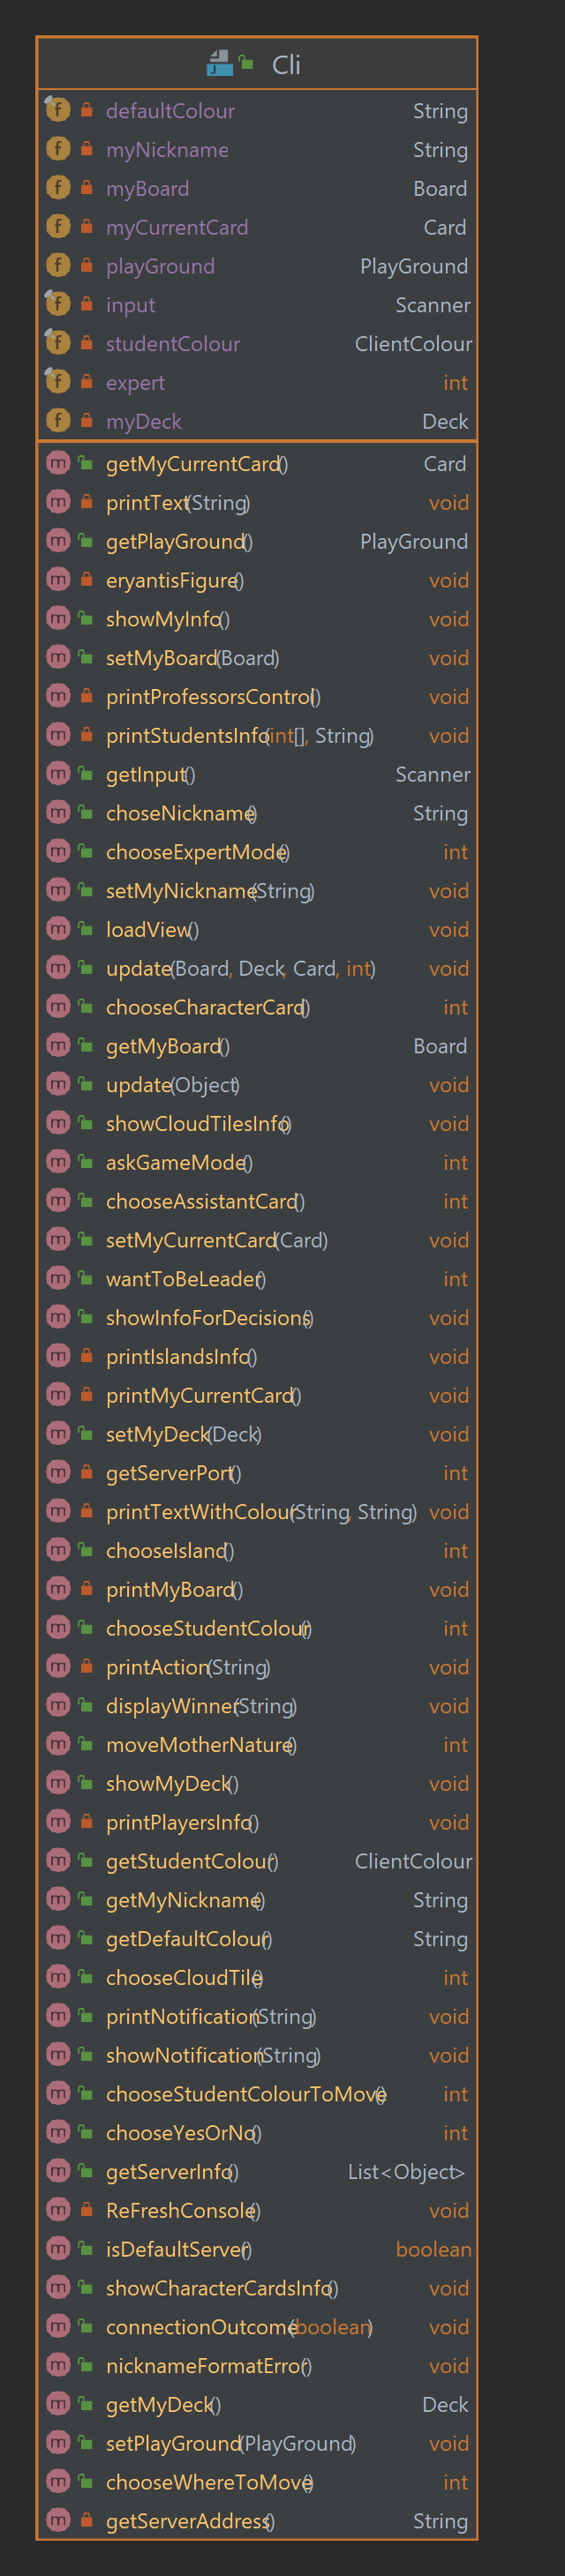 Cli
defaultColour String
myNickname String
myBoard Board
myCurrentCard Card
playGround PlayGround
input Scanner
studentColour ClientColour
expert int
myDeck Deck
getMyCurrentCard() Card
printText(String) void
getPlayGround() PlayGround
eryantisFigure() void
showMyInfo() void
setMyBoard(Board) void
printProfessorsControl() void
printStudentsInfo(int[], String) void
getInput() Scanner
choseNickname() String
chooseExpertMode() int
setMyNickname(String) void
loadView() void
update(Board, Deck, Card, int) void
chooseCharacterCard() int
getMyBoard() Board
update(Object) void
showCloudTilesInfo() void
askGameMode() int
chooseAssistantCard() int
setMyCurrentCard(Card) void
wantToBeLeader() int
showInfoForDecisions() void
printIslandsInfo() void
printMyCurrentCard() void
setMyDeck(Deck) void
getServerPort() int
printTextWithColour(String, String) void
chooseIsland() int
printMyBoard() void
chooseStudentColour() int
printAction(String) void
displayWinner(String) void
moveMotherNature() int
showMyDeck() void
printPlayersInfo() void
getStudentColour() ClientColour
getMyNickname() String
getDefaultColour() String
chooseCloudTile() int
printNotification(String) void
showNotification(String) void
chooseStudentColourToMove() int
chooseYesOrNo() int
getServerInfo() List<Object>
ReFreshConsole() void
isDefaultServer() boolean
showCharacterCardsInfo() void
connectionOutcome(boolean) void
nicknameFormatError() void
getMyDeck() Deck
setPlayGround(PlayGround) void
chooseWhereToMove() int
getServerAddress() String